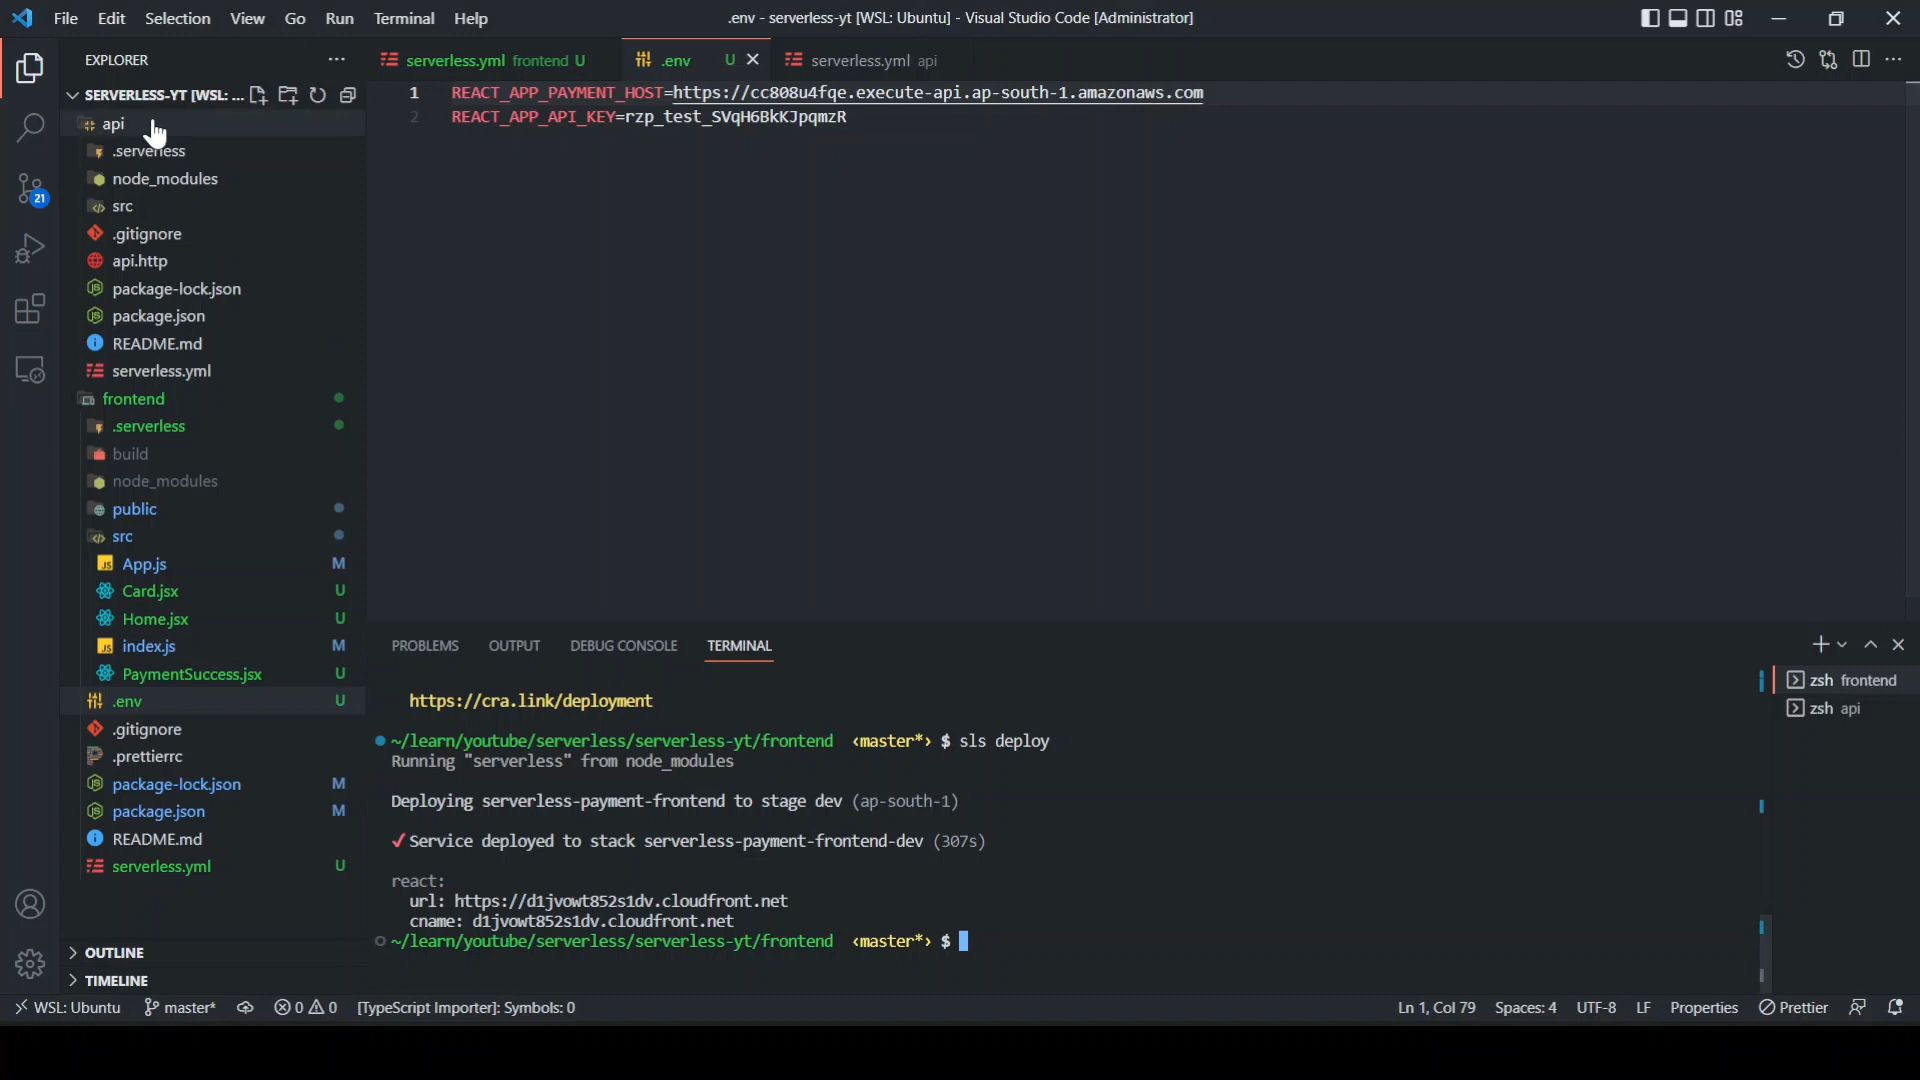 File Edit Selection View Go Run Terminal Help
.env - serverless-yt [WSL: Ubuntu] - Visual Studio Code [Administrator]
EXPLORER
serverless.yml frontend U
.env U
serverless.yml api
SERVERLESS-YT [WSL: ...
api
.serverless
node_modules
src
.gitignore
api.http
package-lock.json
package.json
README.md
serverless.yml
frontend
.serverless
build
node_modules
public
src
App.js M
Card.jsx U
Home.jsx U
index.js M
PaymentSuccess.jsx U
.env U
.gitignore
.prettierrc
package-lock.json M
package.json M
README.md
serverless.yml U
OUTLINE
TIMELINE
21
1 REACT_APP_PAYMENT_HOST=https://cc808u4fqe.execute-api.ap-south-1.amazonaws.com
2 REACT_APP_API_KEY=rzp_test_SVqH6BkKJpqmzR
PROBLEMS OUTPUT DEBUG CONSOLE TERMINAL
https://cra.link/deployment
~/learn/youtube/serverless/serverless-yt/frontend ‹master*› $ sls deploy
Running "serverless" from node_modules
Deploying serverless-payment-frontend to stage dev (ap-south-1)
✓Service deployed to stack serverless-payment-frontend-dev (307s)
react:
url: https://d1jvowt852s1dv.cloudfront.net
cname: d1jvowt852s1dv.cloudfront.net
~/learn/youtube/serverless/serverless-yt/frontend ‹master*› $
zsh frontend
zsh api
WSL: Ubuntu master* 0 0 [TypeScript Importer]: Symbols: 0
Ln 1, Col 79 Spaces: 4 UTF-8 LF Properties Prettier